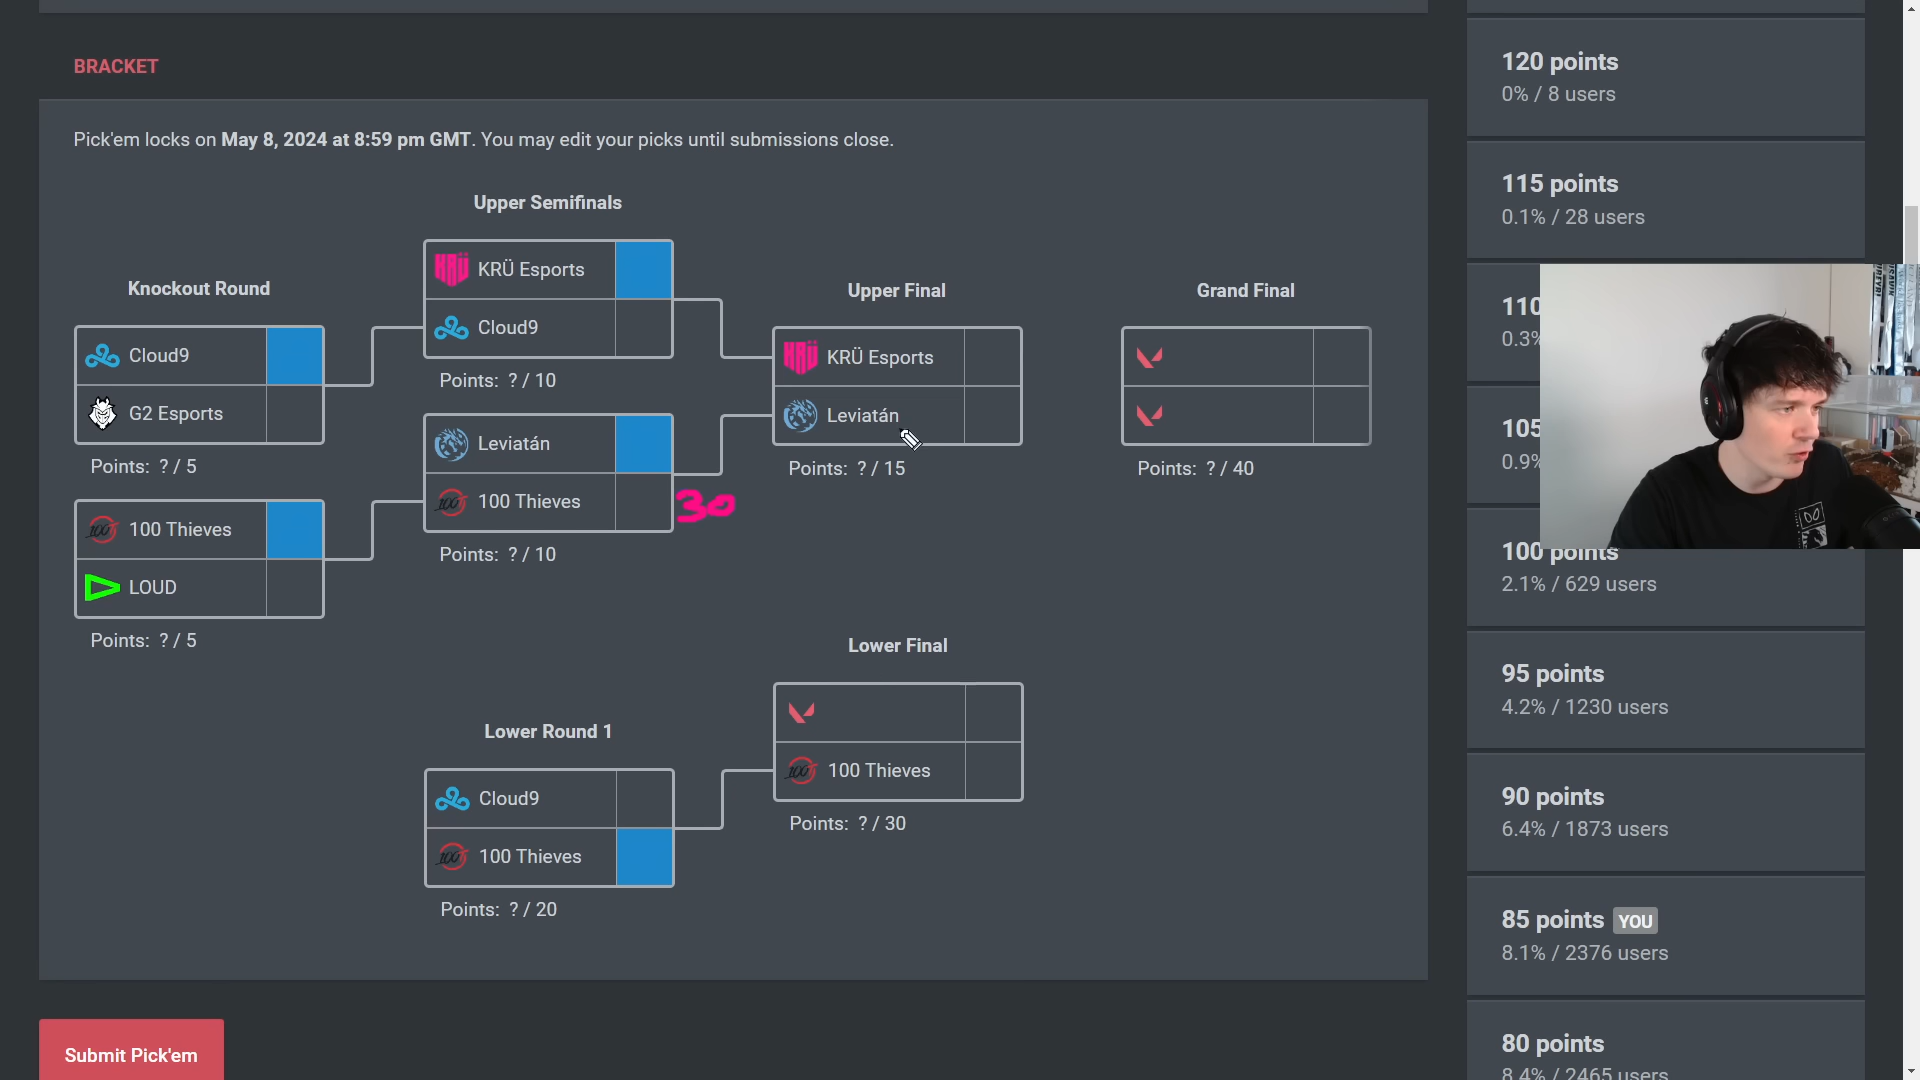 BRACKET
Pick'em locks on May 8, 2024 at 8:59 pm GMT. You may edit your picks until submissions close.
Knockout Round
Cloud9
G2 Esports
Points: ? / 5
100 Thieves
LOUD
Points: ? / 5
Upper Semifinals
KRÜ Esports
Cloud9
Points: ? / 10
Leviatán
100 Thieves
30
Points: ? / 10
Upper Final
KRÜ Esports
Leviatán
Points: ? / 15
Grand Final
Points: ? / 40
Lower Round 1
Cloud9
100 Thieves
Points: ? / 20
Lower Final
100 Thieves
Points: ? / 30
Submit Pick'em
120 points
0% / 8 users
115 points
0.1% / 28 users
110
0.3%
105
0.9%
100 points
2.1% / 629 users
95 points
4.2% / 1230 users
90 points
6.4% / 1873 users
85 points YOU
8.1% / 2376 users
80 points
8.4% / 2465 users